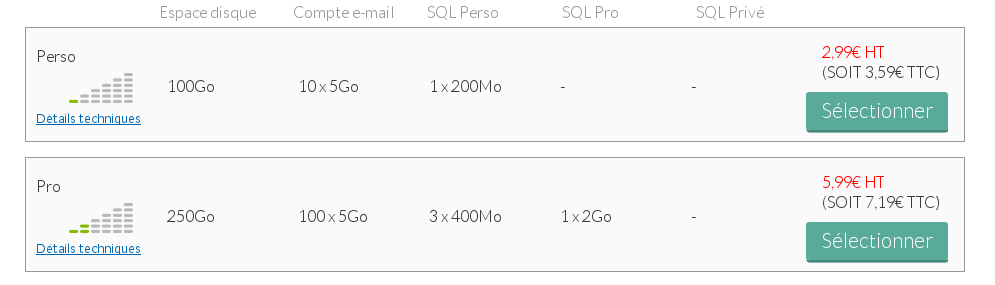 Espace disque Compte e-mail SQL Perso SQL Pro SQL Privé
Perso
100Go 10 x 5Go 1 x 200Mo - -
2,99€ HT
(SOIT 3,59€ TTC)
Sélectionner
Détails techniques
Pro
250Go 100 x 5Go 3 x 400Mo 1 x 2Go -
5,99€ HT
(SOIT 7,19€ TTC)
Sélectionner
Détails techniques